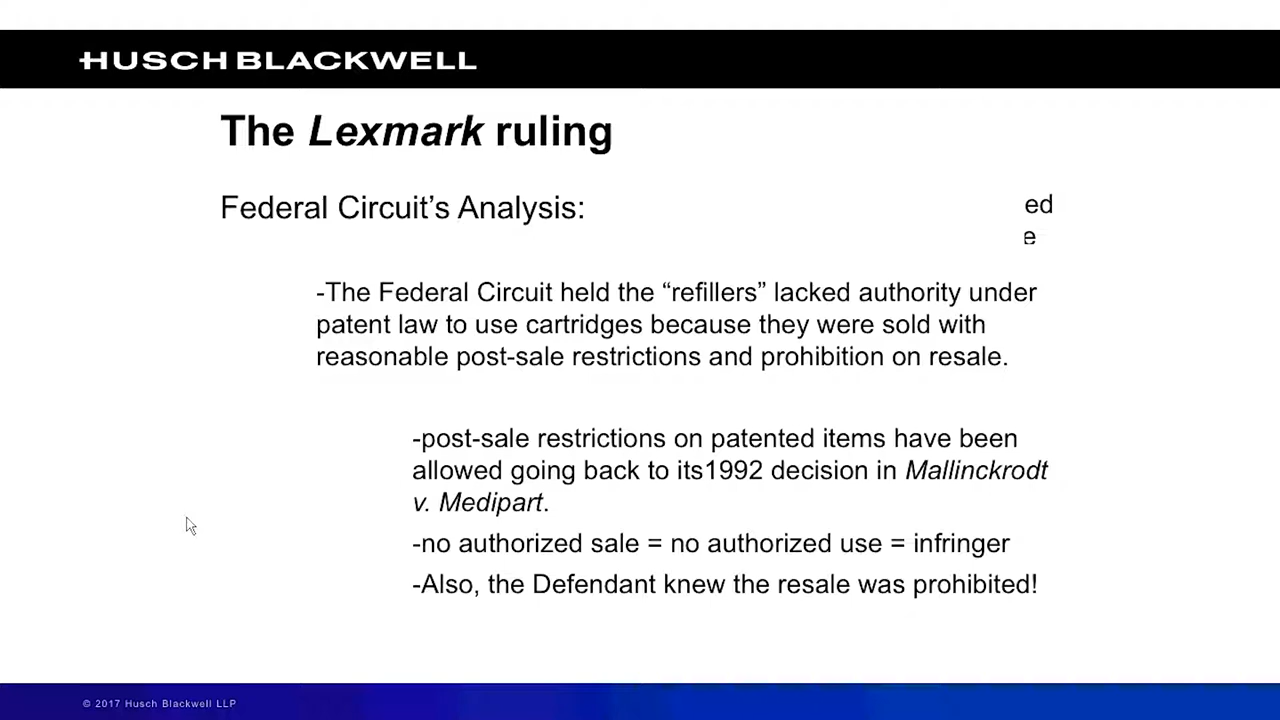 HUSCH BLACKWELL
The Lexmark ruling
Federal Circuit’s Analysis:
ed
e
-The Federal Circuit held the “refillers” lacked authority under
patent law to use cartridges because they were sold with
reasonable post-sale restrictions and prohibition on resale.
-post-sale restrictions on patented items have been
allowed going back to its1992 decision in Mallinckrodt
v. Medipart.
-no authorized sale = no authorized use = infringer
-Also, the Defendant knew the resale was prohibited!
© 2017 Husch Blackwell LLP